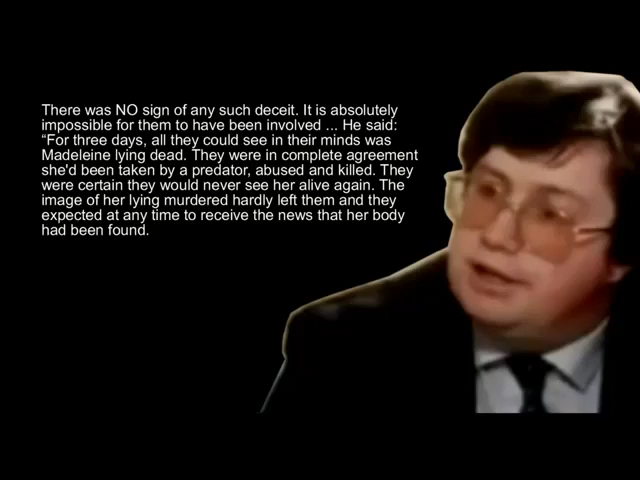 There was NO sign of any such deceit. It is absolutely
impossible for them to have been involved ... He said:
“For three days, all they could see in their minds was
Madeleine lying dead. They were in complete agreement
she'd been taken by a predator, abused and killed. They
were certain they would never see her alive again. The
image of her lying murdered hardly left them and they
expected at any time to receive the news that her body
had been found.